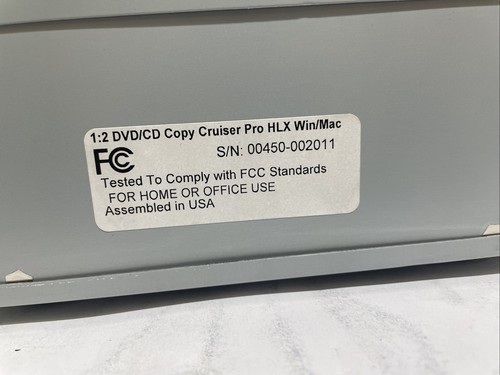 1:2 DVD/CD Copy Cruiser Pro HLX Win/Mac
FC S/N: 00450-002011
Tested To Comply with FCC Standards
FOR HOME OR OFFICE USE
Assembled in USA